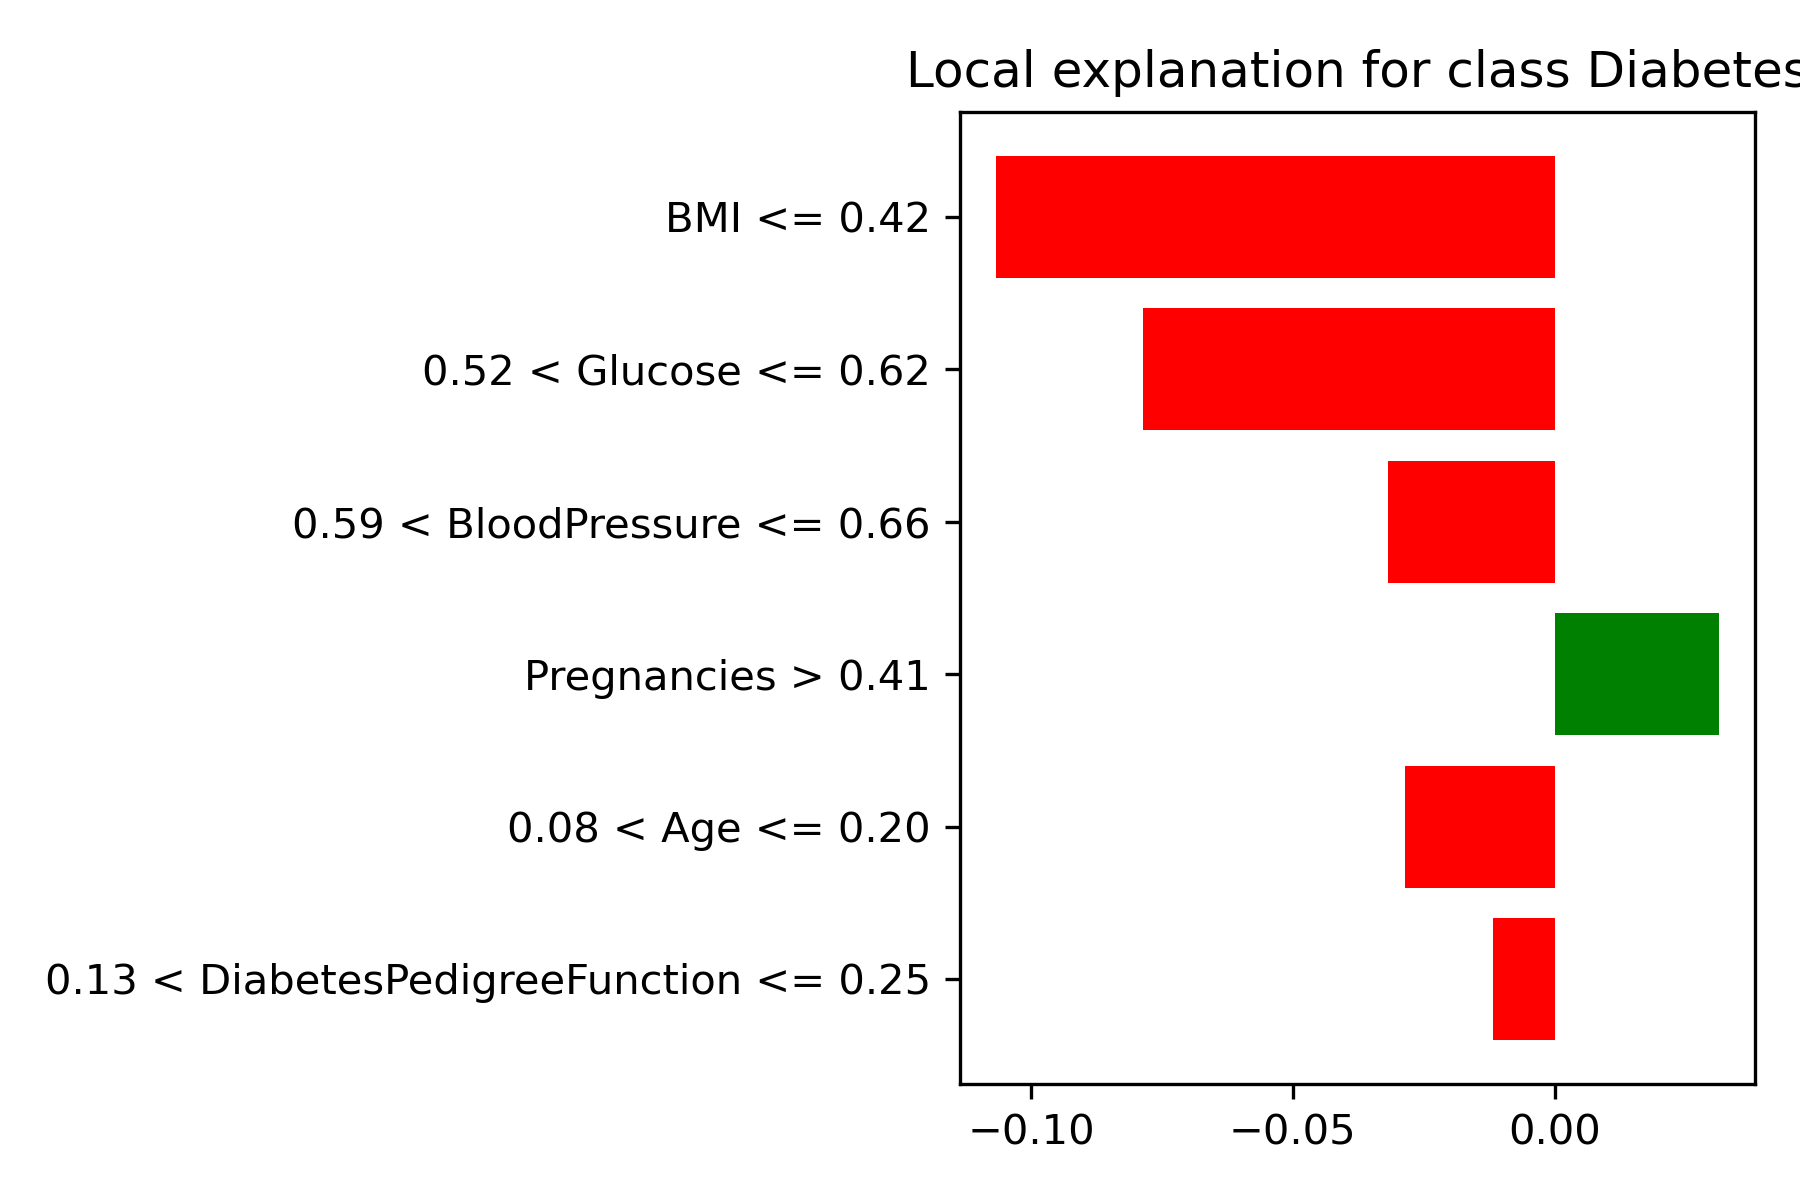 Local explanation for class Diabetes
BMI <= 0.42
0.52 < Glucose <= 0.62
0.59 < BloodPressure <= 0.66
Pregnancies > 0.41
0.08 < Age <= 0.20
0.13 < DiabetesPedigreeFunction <= 0.25
−0.10 −0.05 0.00